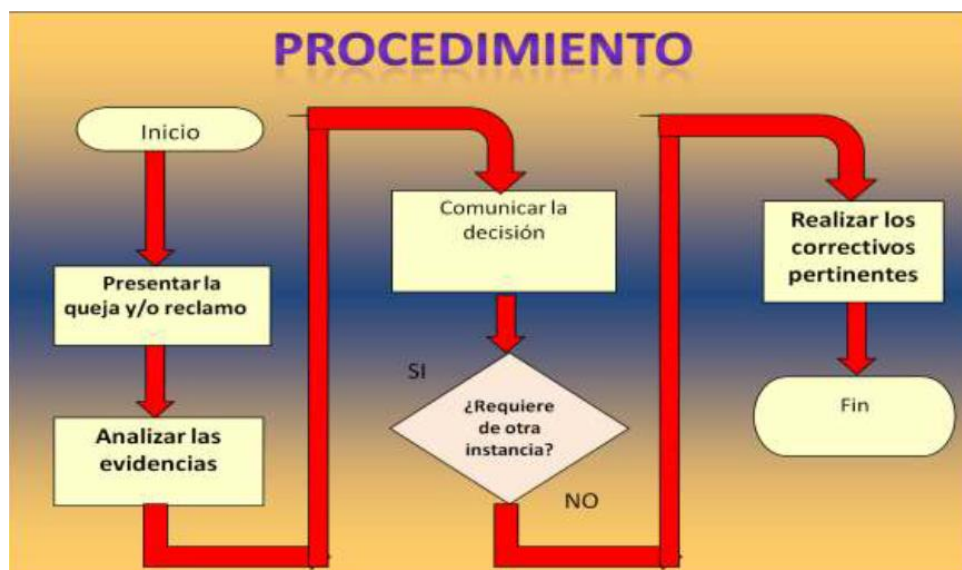 PROCEDIMIENTO
Inicio
Presentar la
queja y/o reclamo
Analizar las
evidencias
Comunicar la
decisión
SI
¿Requiere
de otra
instancia?
NO
Realizar los
correctivos
pertinentes
Fin